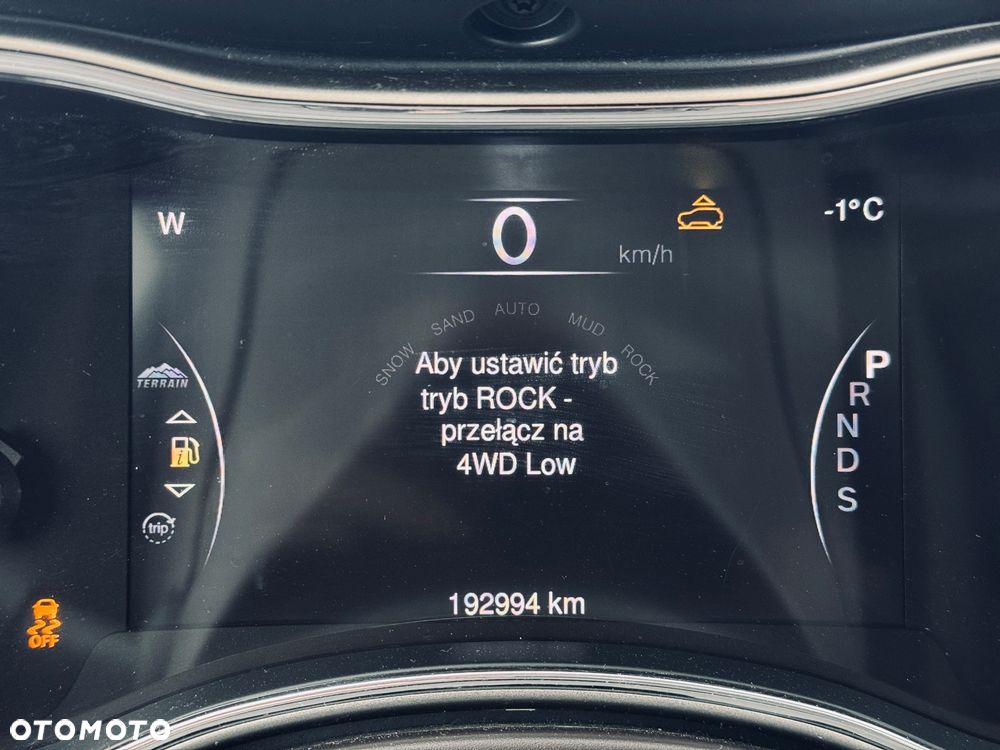 W
0
km/h
-1°C
SNOW SAND AUTO MUD ROCK
Aby ustawić tryb
tryb ROCK -
przełącz na
4WD Low
TERRAIN
i
trip
P
R
N
D
S
192994 km
OFF
OTOMOTO